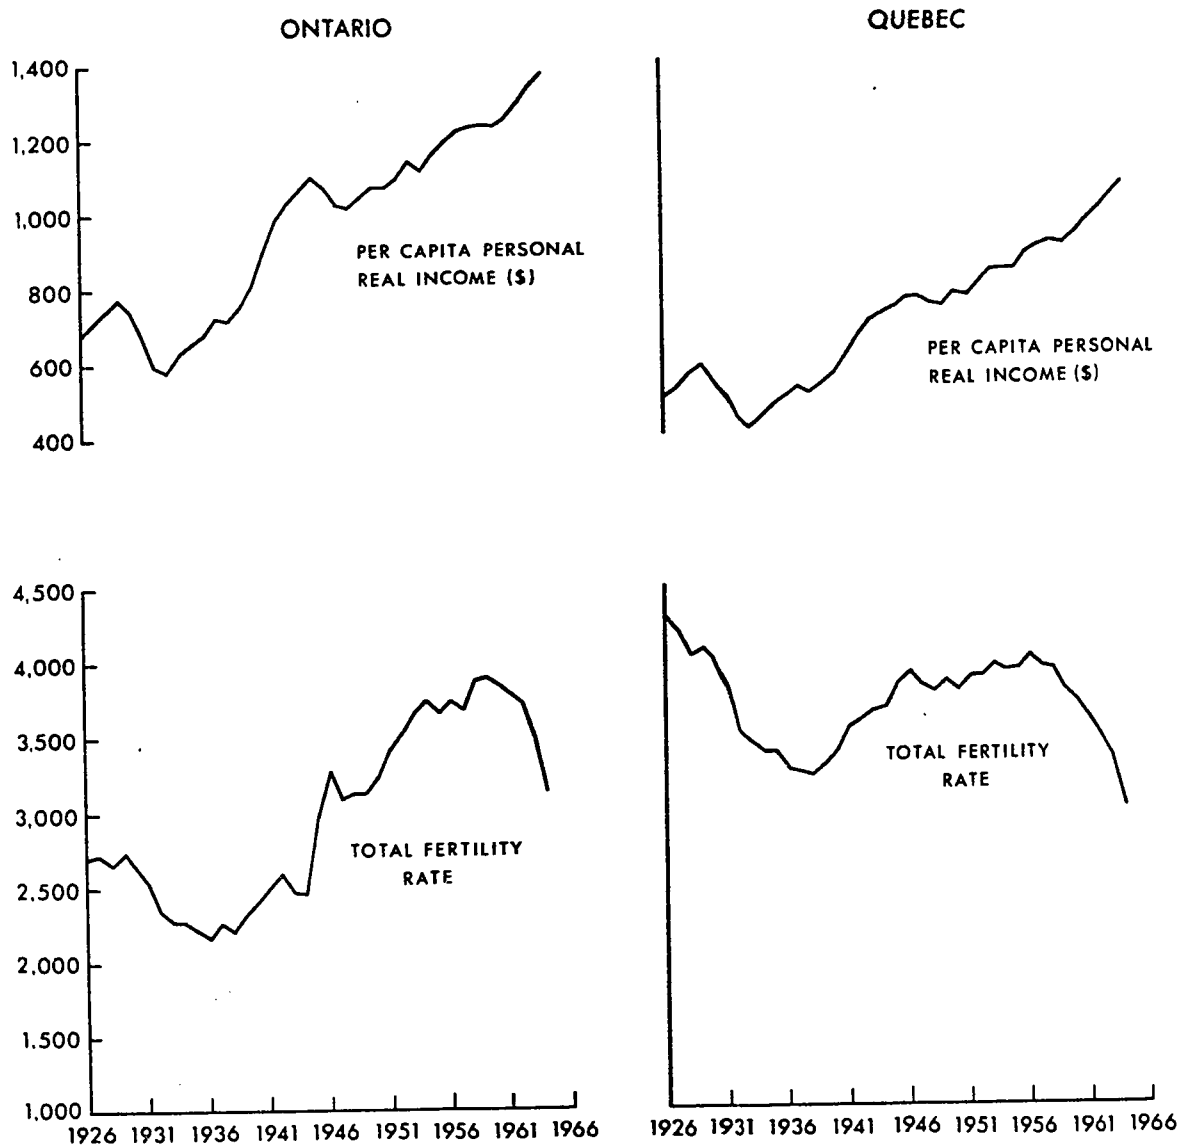 ONTARIO
QUEBEC
1,400
1,200
1,000
800
600
400
PER CAPITA PERSONAL
REAL INCOME ($)
PER CAPITA PERSONAL
REAL INCOME ($)
4,500
4,000
3,500
3,000
2,500
2,000
1.500
1,000
TOTAL FERTILITY
RATE
TOTAL FERTILITY
RATE
1926 1931 1936 1941 1946 1951 1956 1961 1966
1926 1931 1936 1941 1946 1951 1956 1961 1966